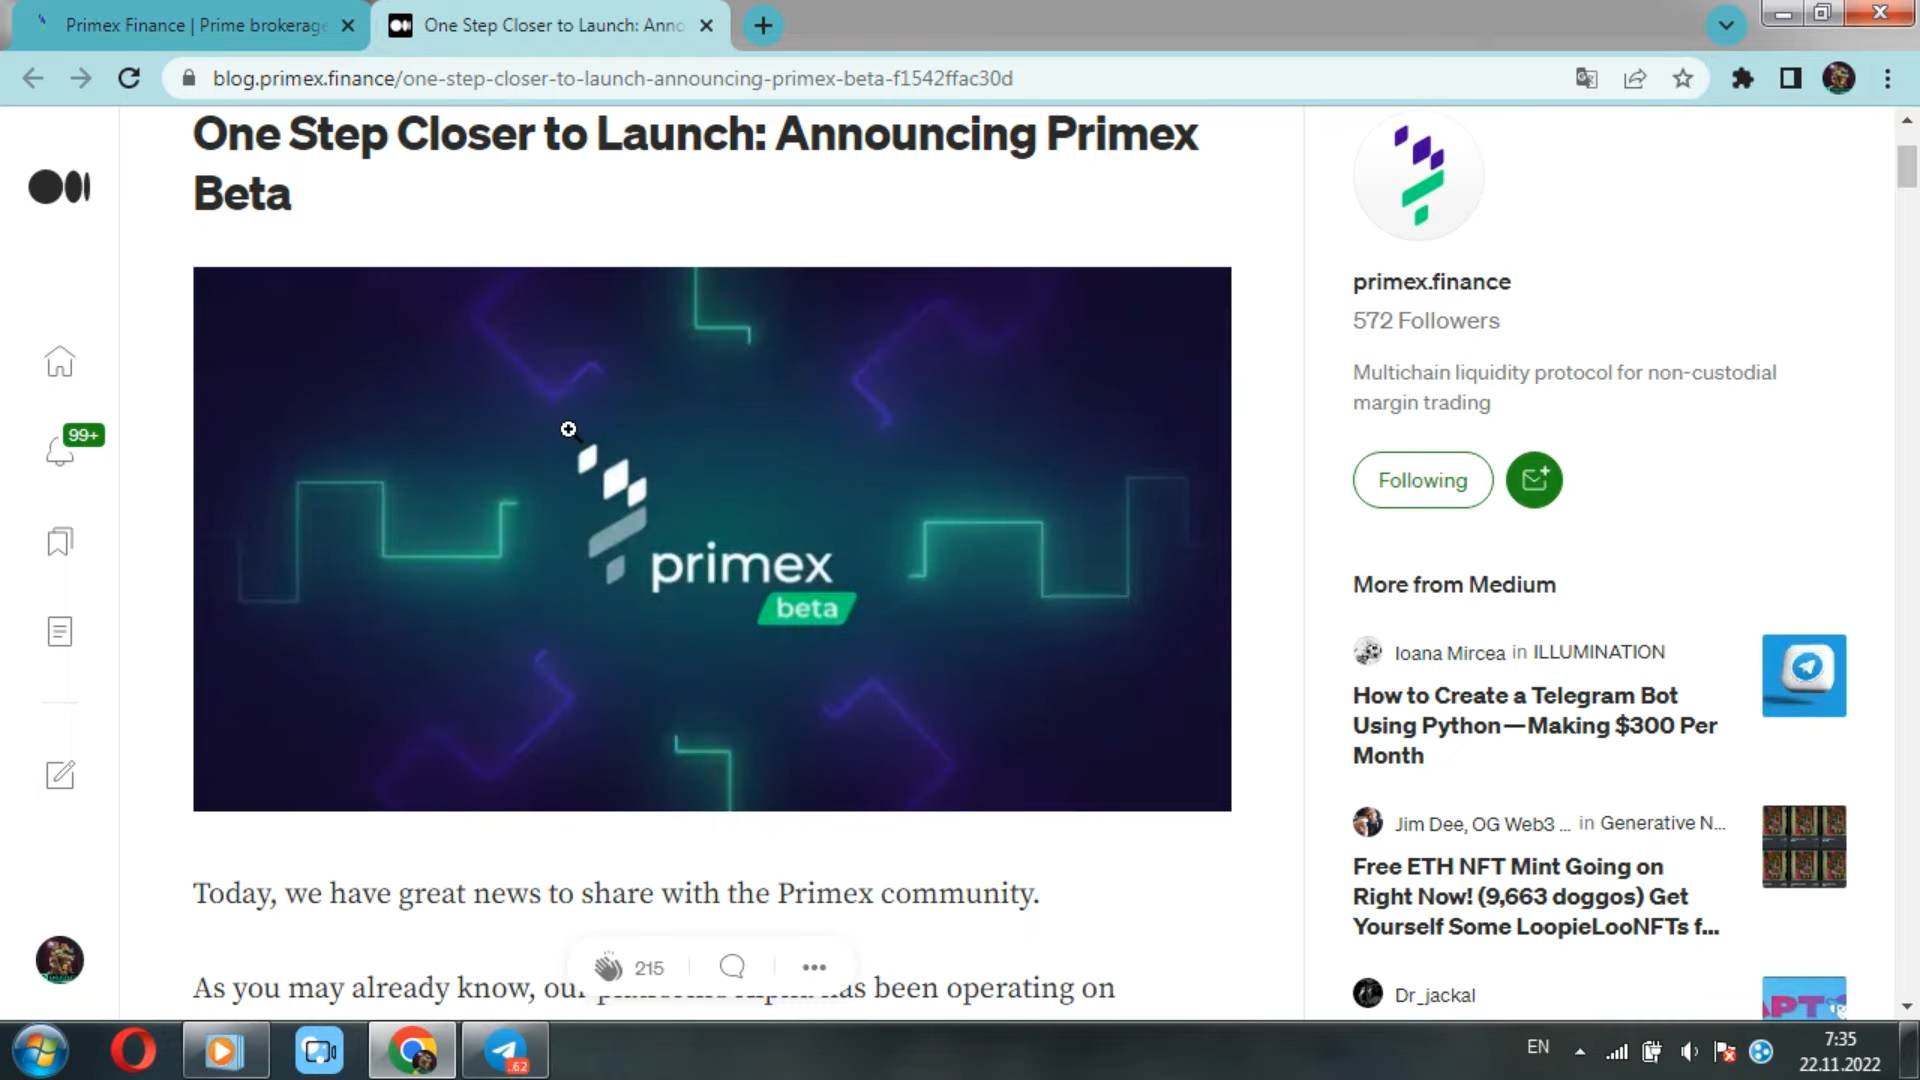 Primex Finance | Prime brokerage
One Step Closer to Launch: Anno
blog.primex.finance/one-step-closer-to-launch-announcing-primex-beta-f1542ffac30d
One Step Closer to Launch: Announcing Primex
Beta
primex
beta
Today, we have great news to share with the Primex community.
215
As you may already know, our has been operating on
99+
primex.finance
572 Followers
Multichain liquidity protocol for non-custodial
margin trading
Following
More from Medium
Ioana Mircea in ILLUMINATION
How to Create a Telegram Bot
Using Python—Making $300 Per
Month
Jim Dee, OG Web3 ... in Generative N...
Free ETH NFT Mint Going on
Right Now! (9,663 doggos) Get
Yourself Some LoopieLooNFTs f...
Dr_jackal
APT
62
EN
7:35
22.11.2022